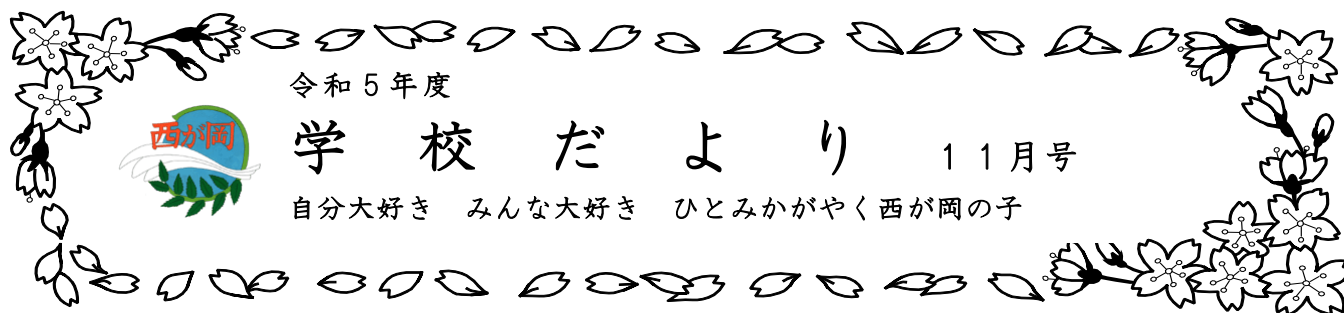 令和5年度
西が岡
学校だより 11月号
自分大好き みんな大好き ひとみかがやく西が岡の子